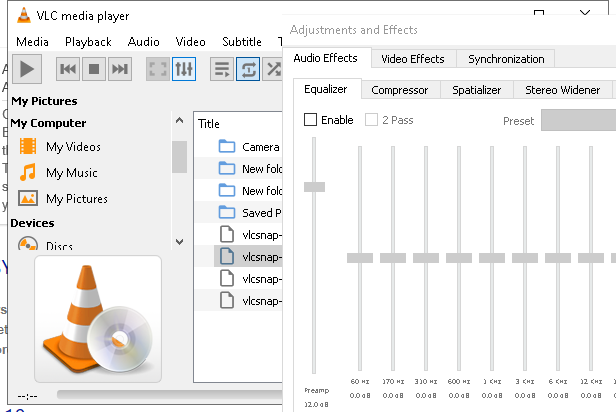 VLC media player
Media Playback Audio Video Subtitle
Adjustments and Effects
Audio Effects Video Effects Synchronization
Equalizer Compressor Spatializer Stereo Widener
Enable 2 Pass Preset
My Pictures
My Computer
My Videos
My Music
My Pictures
Devices
Discs
Title
Camera
New fold
New fold
Saved P
vlcsnap-
vlcsnap-
vlcsnap-
vlcsnap-
60 KHz 170 Hz 310 Hz 600 Hz 1 KHz 3 KHz 6 KHz 12 KHz
Preamp 0.0 dB 0.0 dB 0.0 dB 0.0 dB 0.0 dB 0.0 dB 0.0 dB 0.0 dB
12.0 dB
--:--